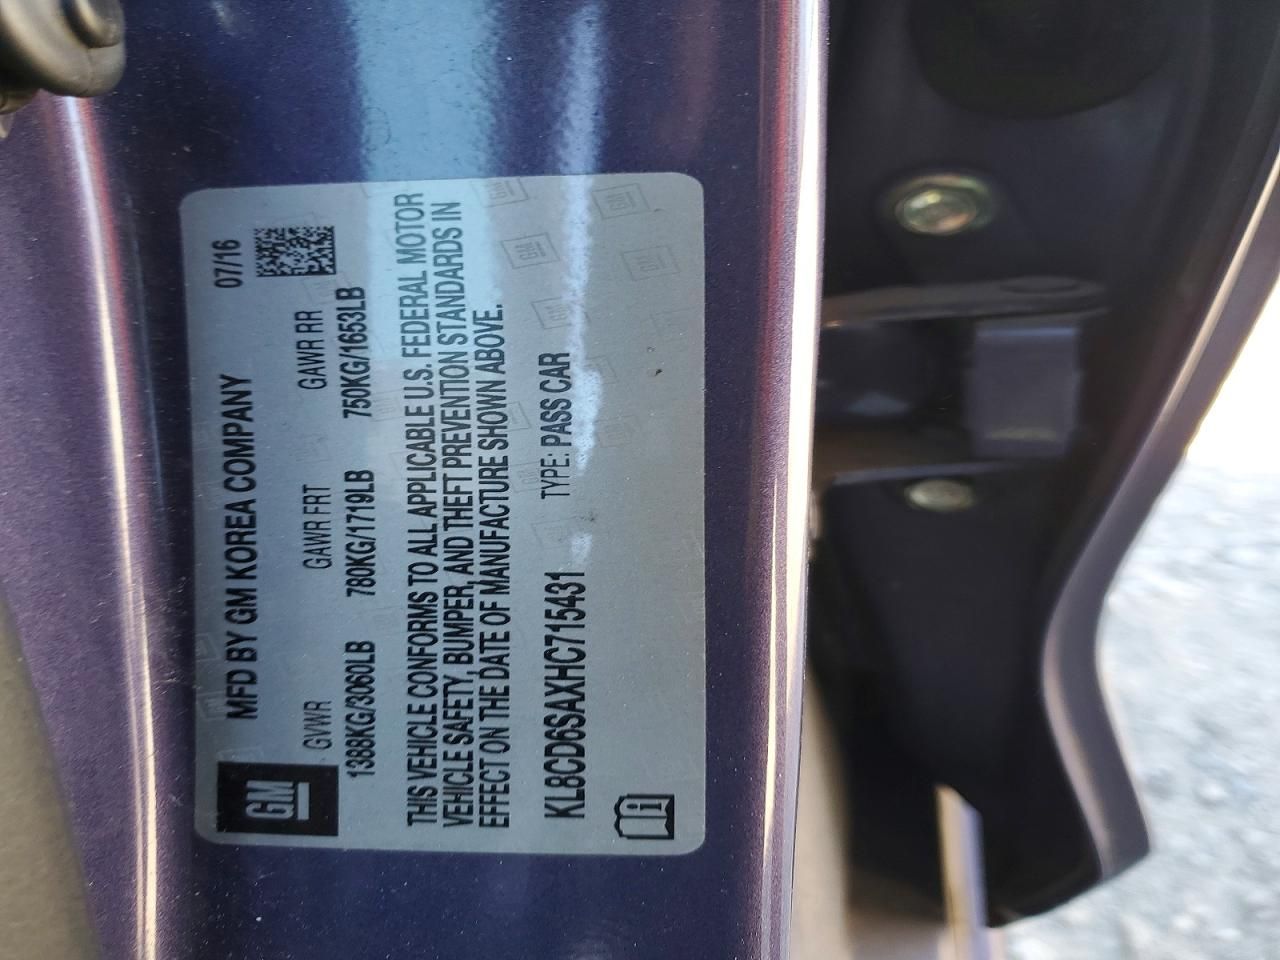 GM
MFD BY GM KOREA COMPANY 07/16
GVWR GAWR FRT GAWR RR
1388KG/3060LB 780KG/1719LB 750KG/1653LB
THIS VEHICLE CONFORMS TO ALL APPLICABLE U.S. FEDERAL MOTOR
VEHICLE SAFETY, BUMPER, AND THEFT PREVENTION STANDARDS IN
EFFECT ON THE DATE OF MANUFACTURE SHOWN ABOVE.
KL8CD6SAXHC715431 TYPE: PASS CAR